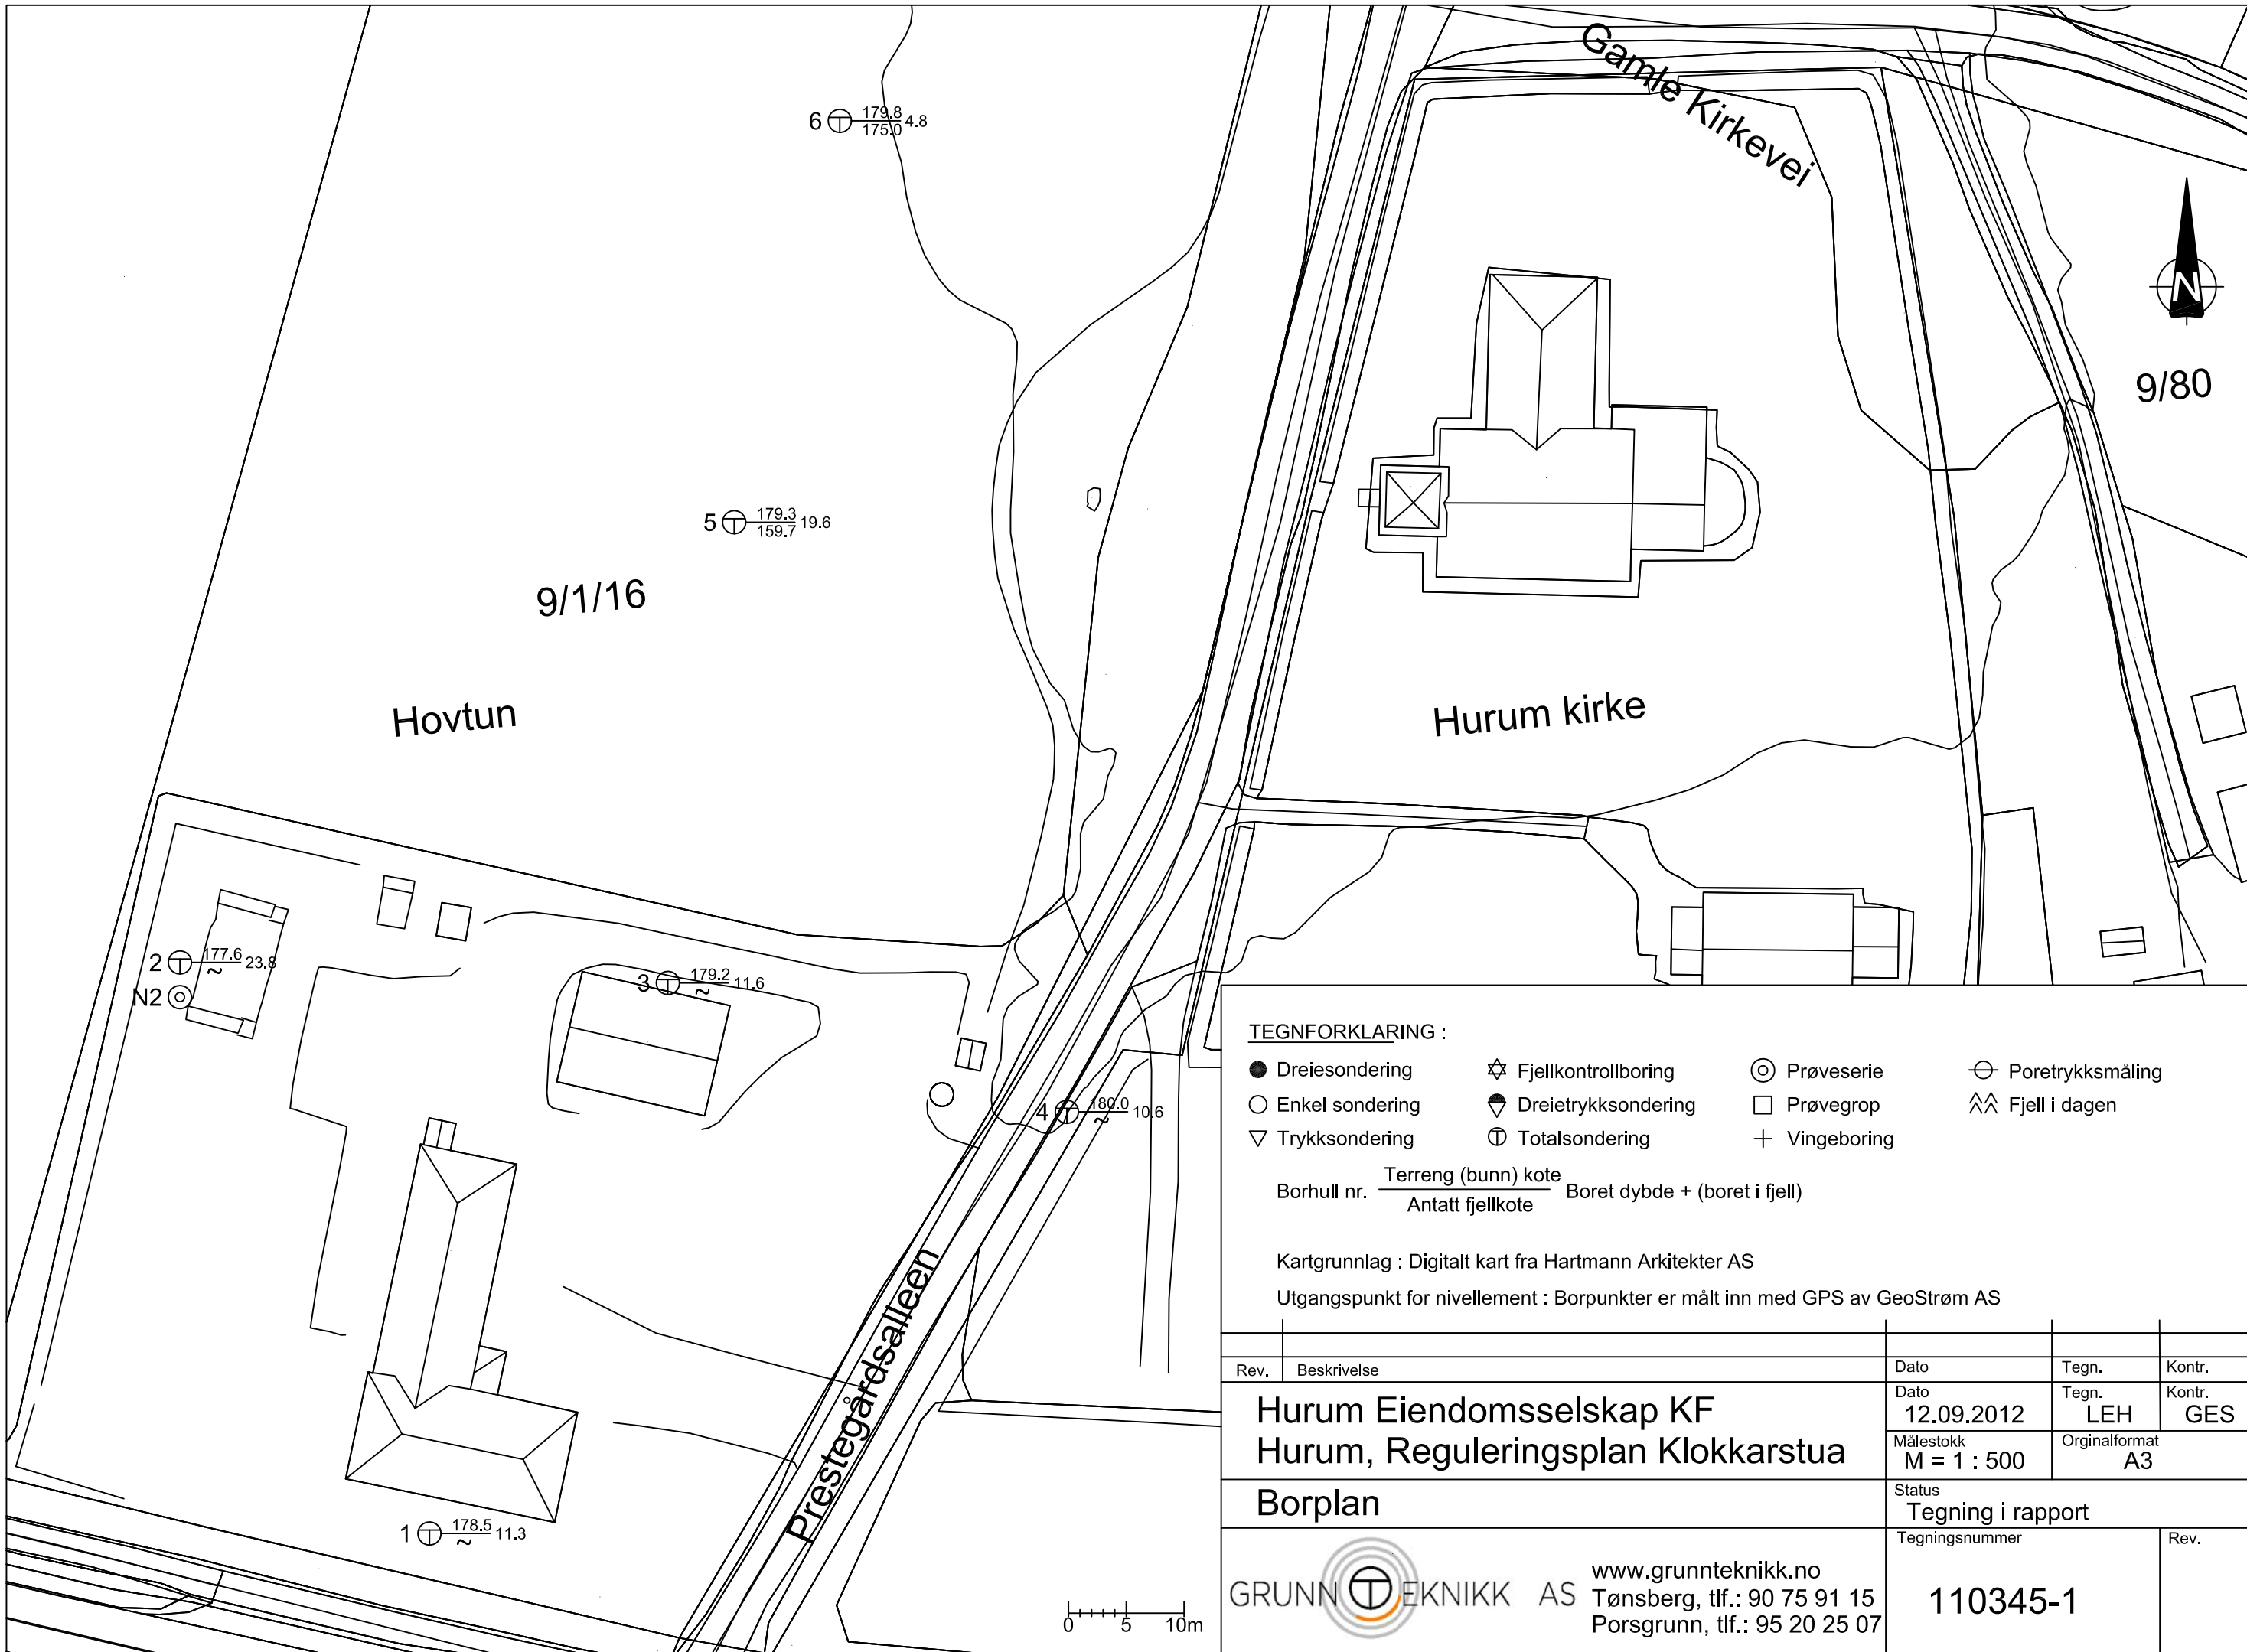 Gamle Kirkevei
6 179.8 4.8
175.0
N
9/80
5 179.3 19.6
159.7
9/1/16
Hovtun
Hurum kirke
2 177.6 23.8
~
N2
3 179.2 11.6
~
4 180.0 10.6
~
Prestegårdsalleen
1 178.5 11.3
~
0 5 10m
TEGNFORKLARING :
Dreiesondering Fjellkontrollboring Prøveserie Poretrykksmåling
Enkel sondering Dreietrykksondering Prøvegrop Fjell i dagen
Trykksondering Totalsondering Vingeboring
Terreng (bunn) kote
Borhull nr. Boret dybde + (boret i fjell)
Antatt fjellkote
Kartgrunnlag : Digitalt kart fra Hartmann Arkitekter AS
Utgangspunkt for nivellement : Borpunkter er målt inn med GPS av GeoStrøm AS
Rev. Beskrivelse Dato Tegn. Kontr.
Hurum Eiendomsselskap KF
Hurum, Reguleringsplan Klokkarstua
Dato Tegn. Kontr.
12.09.2012 LEH GES
Målestokk Orginalformat
M = 1 : 500 A3
Borplan
Status
Tegning i rapport
GRUNN TEKNIKK AS
www.grunnteknikk.no
Tønsberg, tlf.: 90 75 91 15
Porsgrunn, tlf.: 95 20 25 07
Tegningsnummer Rev.
110345-1